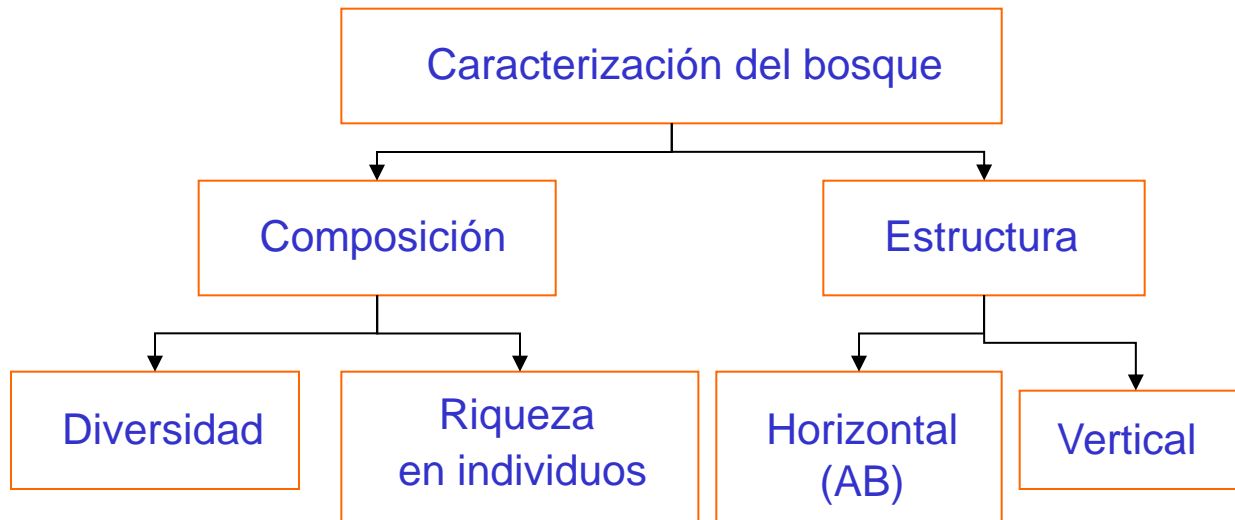 Caracterización del bosque
Composición
Estructura
Diversidad
Riqueza
en individuos
Horizontal
(AB)
Vertical